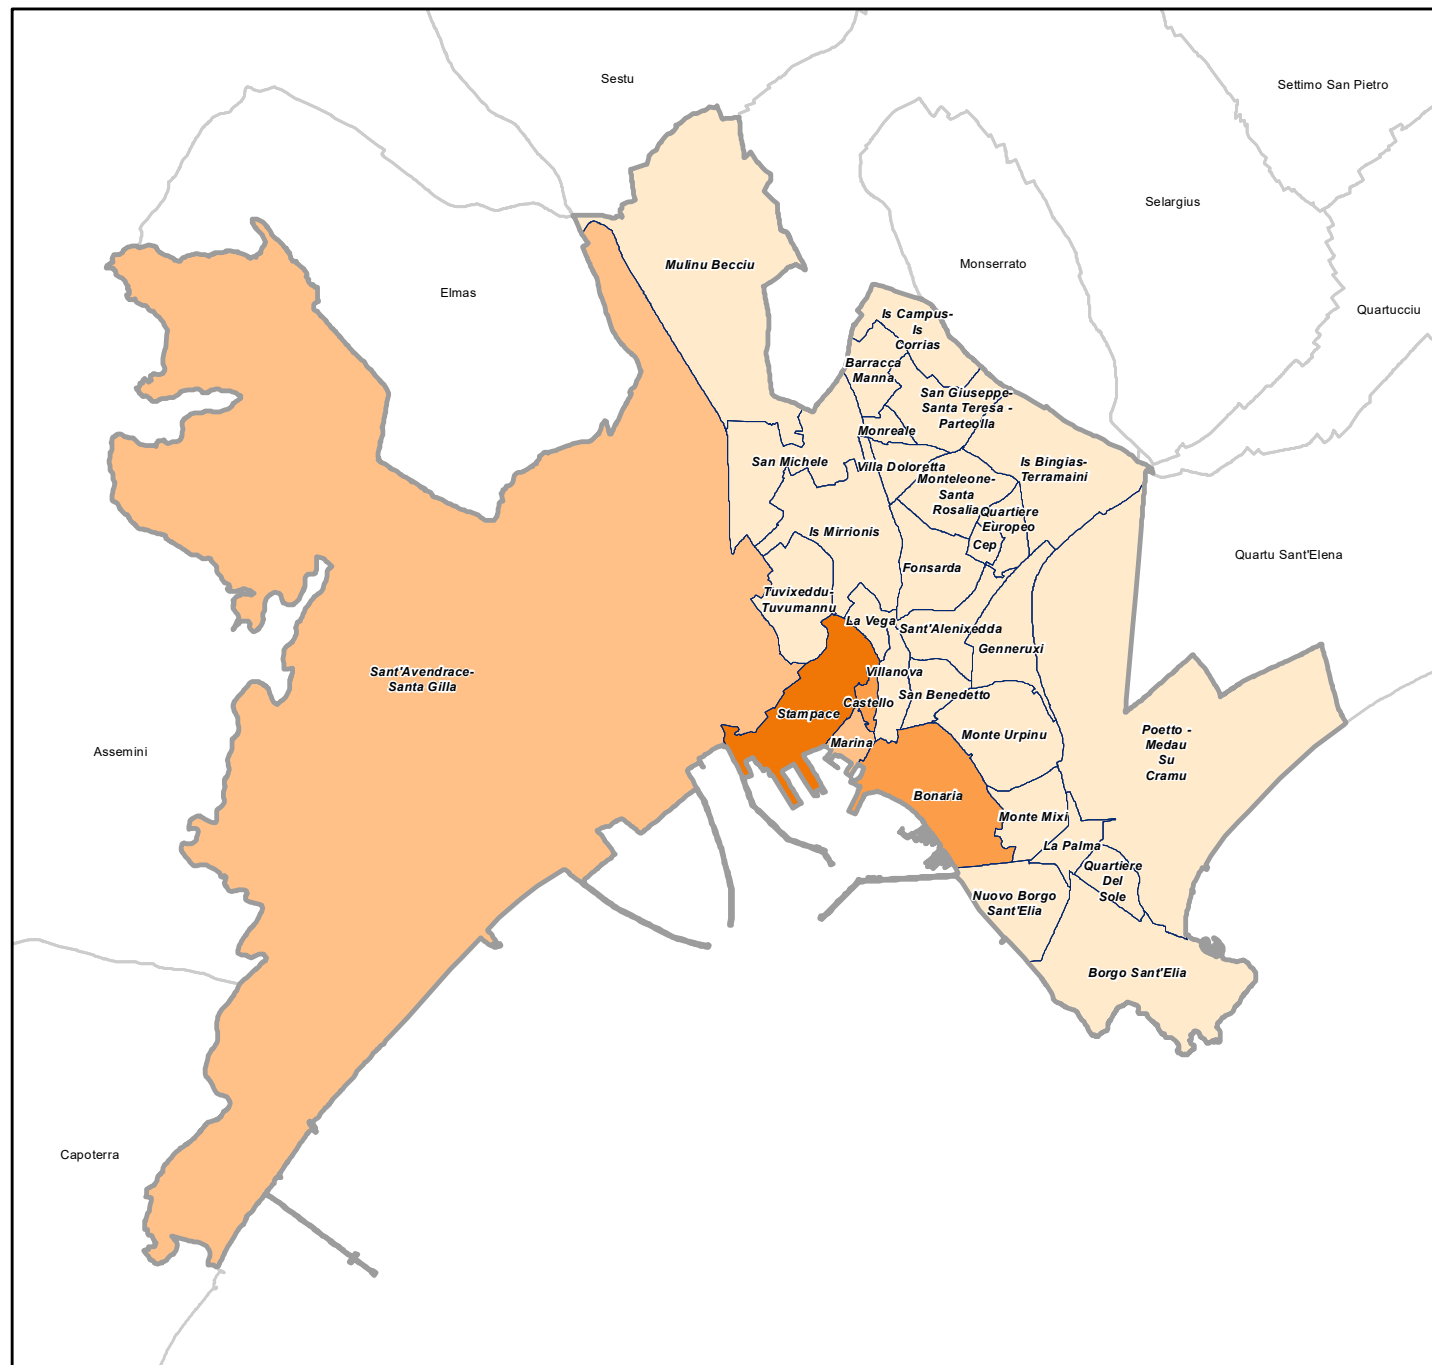 Sestu
Settimo San Pietro
Selargius
Monserrato
Mulinu Becciu
Elmas
Quartucciu
Is Campus-
Is
Corrias
Barracca
Manna
San Giuseppe-
Santa Teresa -
Parteolla
Monreale
San Michele
Villa Doloretta
Is Bingias-
Terramaini
Monteleone-
Santa
Rosalia
Quartiere
Europeo
Is Mirrionis
Cep
Quartu Sant'Elena
Fonsarda
Tuvixeddu-
Tuvumannu
La Vega
Sant'Alenixedda
Genneruxi
Sant'Avendrace-
Santa Gilla
Villanova
San Benedetto
Castello
Stampace
Marina
Monte Urpinu
Poetto -
Medau
Su
Cramu
Assemini
Bonaria
Monte Mixi
La Palma
Quartiere
Del
Sole
Nuovo Borgo
Sant'Elia
Borgo Sant'Elia
Capoterra